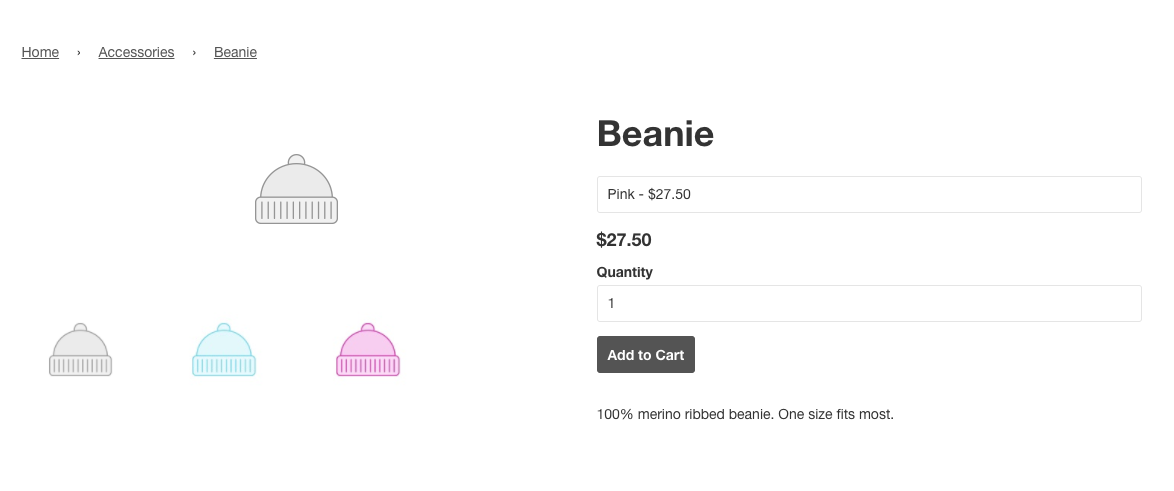 Home › Accessories › Beanie
Beanie
Pink - $27.50
$27.50
Quantity
1
Add to Cart
100% merino ribbed beanie. One size fits most.